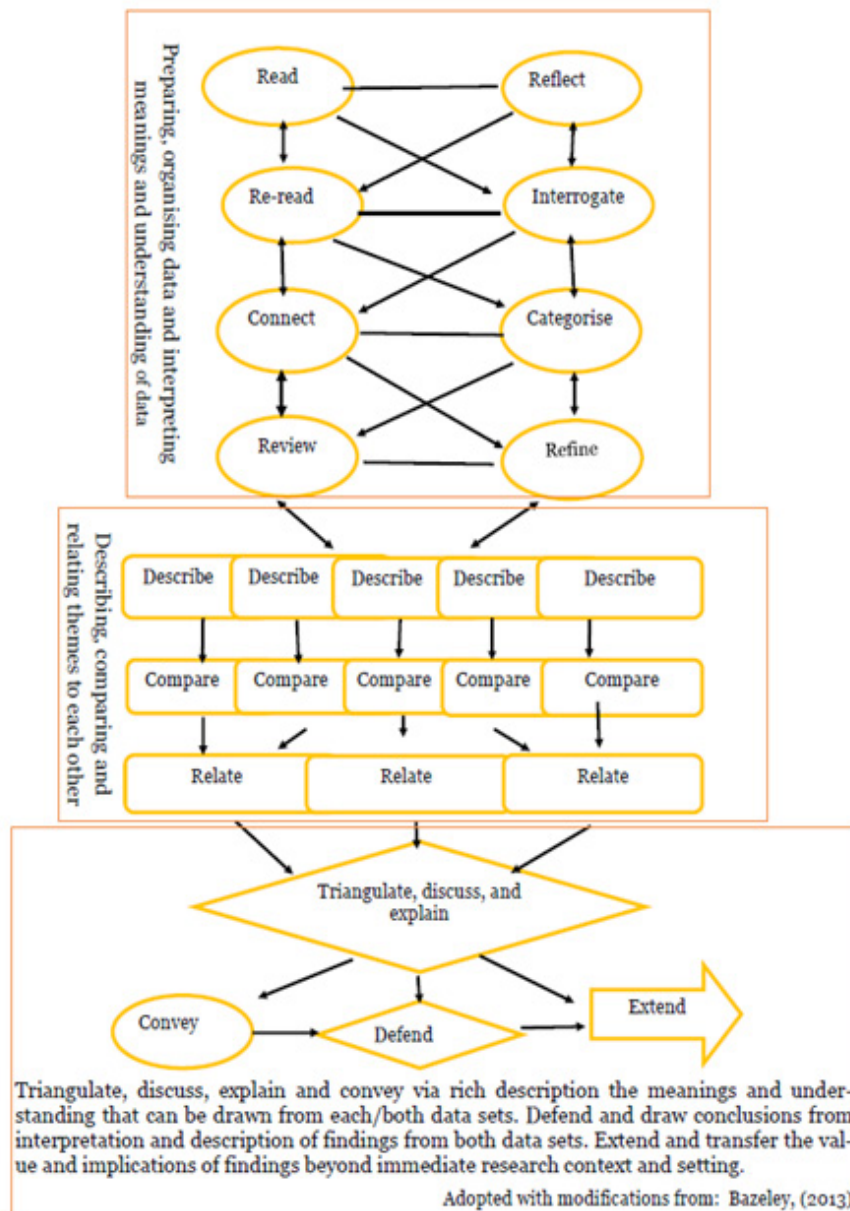 Preparing, organising data and interpreting
meanings and understanding of data
Read
Reflect
Re-read
Interrogate
Connect
Categorise
Review
Refine
Describing, comparing and
relating themes to each other
Describe
Describe
Describe
Describe
Describe
Compare
Compare
Compare
Compare
Compare
Relate
Relate
Relate
Triangulate, discuss, and
explain
Convey
Defend
Extend
Triangulate, discuss, explain and convey via rich description the meanings and under-
standing that can be drawn from each/both data sets. Defend and draw conclusions from
interpretation and description of findings from both data sets. Extend and transfer the val-
ue and implications of findings beyond immediate research context and setting.
Adopted with modifications from: Bazeley, (2013)